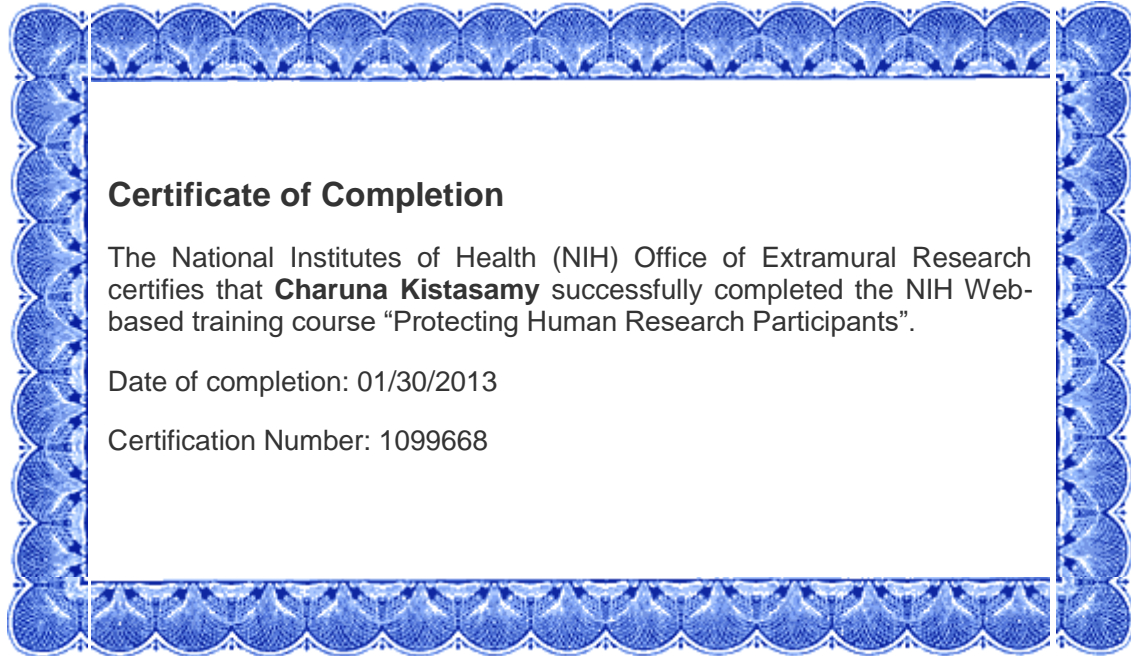 Certificate of Completion
The National Institutes of Health (NIH) Office of Extramural Research
certifies that Charuna Kistasamy successfully completed the NIH Web-
based training course “Protecting Human Research Participants”.
Date of completion: 01/30/2013
Certification Number: 1099668